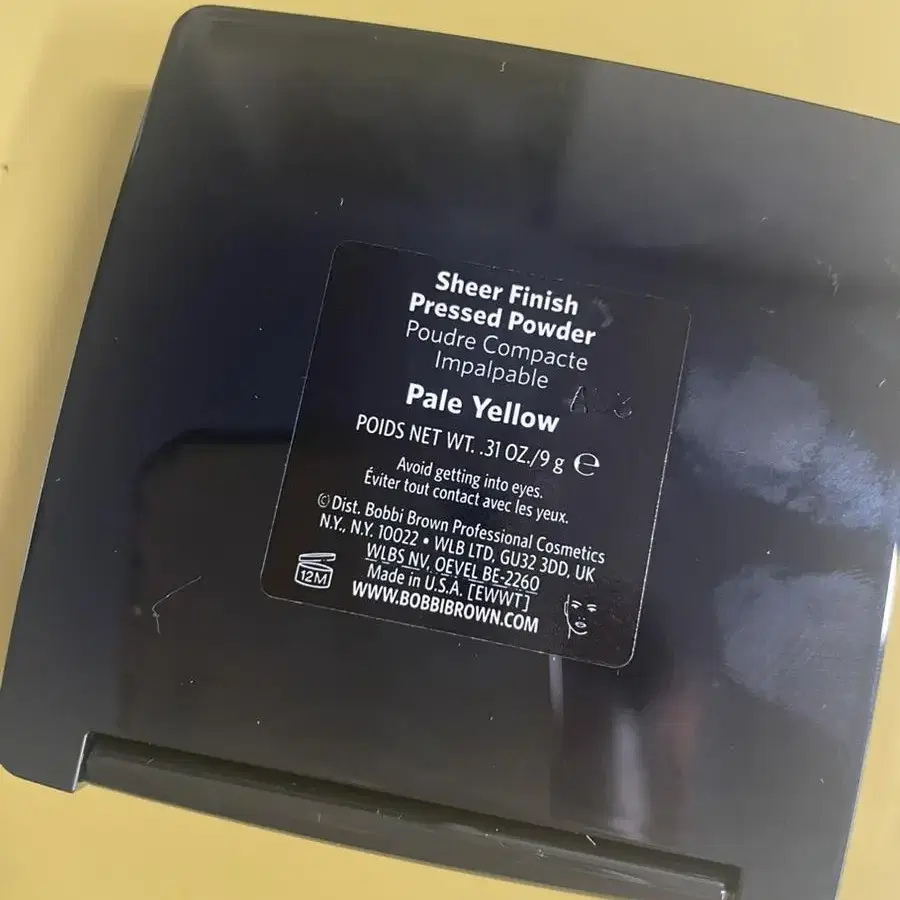 Sheer Finish
Pressed Powder
Poudre Compacte
Impalpable
Pale Yellow
POIDS NET WT. .31 OZ./9 g ℮
Avoid getting into eyes.
Éviter tout contact avec les yeux.
©Dist. Bobbi Brown Professional Cosmetics
N.Y., N.Y. 10022 • WLB LTD, GU32 3DD, UK
WLBS NV, OEVEL BE-2260
Made in U.S.A. [EWWT]
12M
WWW.BOBBIBROWN.COM